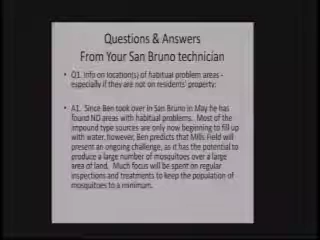 Questions & Answers
From Your San Bruno technician
• Q1. Info on location(s) of habitual problem areas -
especially if they are not on residents' property:
• A1. Since Ben took over in San Bruno in May he has
found NO areas with habitual problems. Most of the
impound type sources are only now beginning to fill up
with water, however, Ben predicts that Mills Field will
present an ongoing challenge, as it has the potential to
produce a large number of mosquitoes over a large
area of land. Much focus will be spent on regular
inspections and treatments to keep the population of
mosquitoes to a minimum.